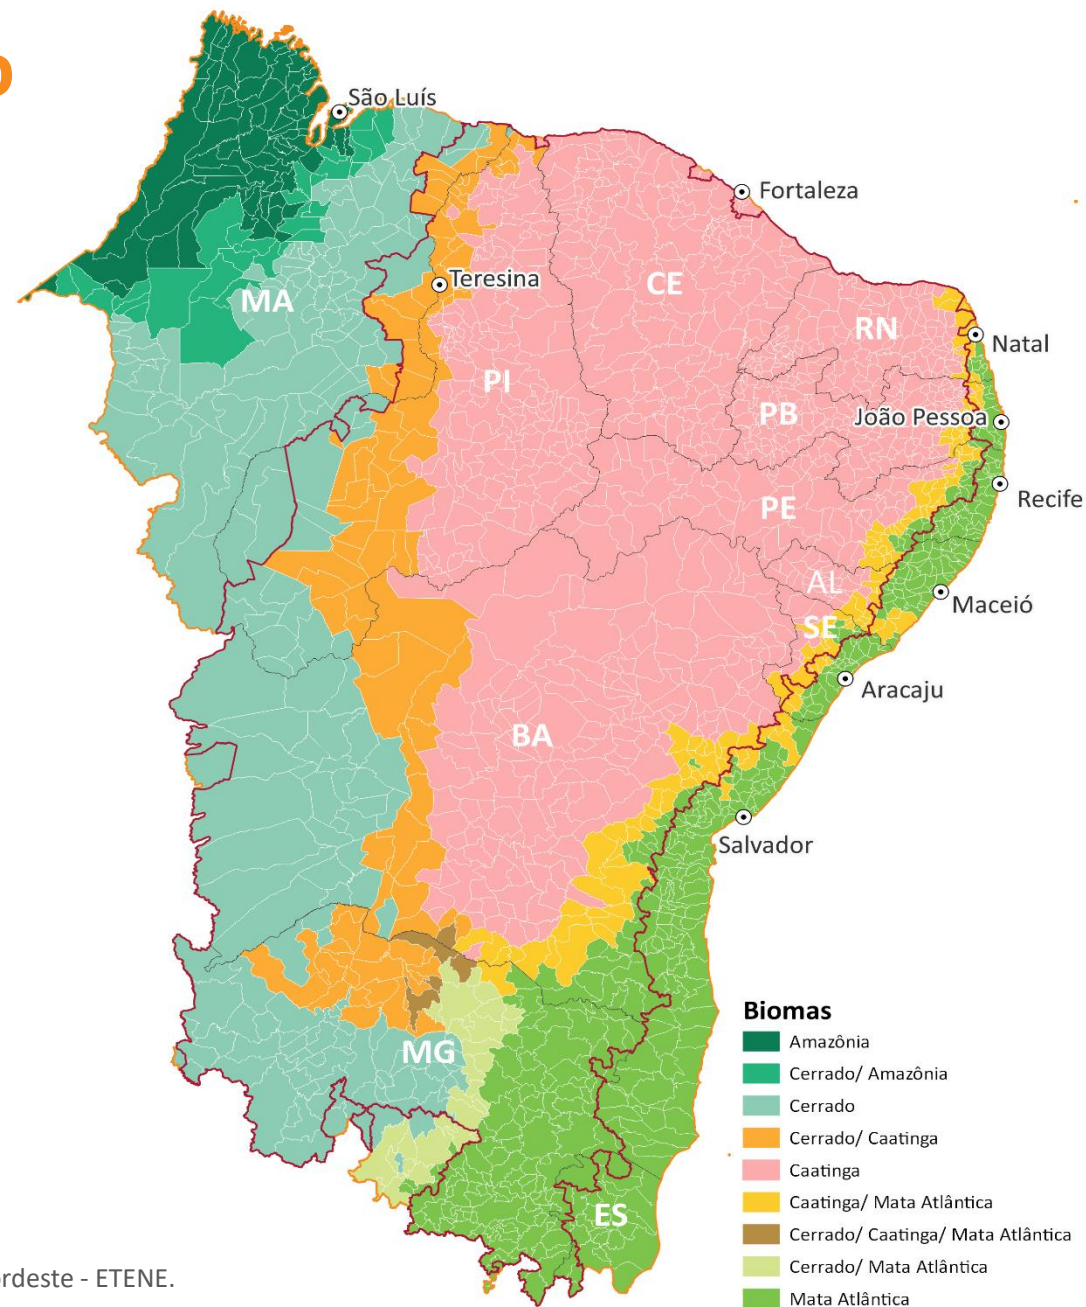 São Luís
Fortaleza
Teresina
CE
MA
RN
Natal
PI
PB
João Pessoa
Recife
PE
AL
Maceió
SE
Aracaju
BA
Salvador
MG
ES
Biomas
Amazônia
Cerrado/ Amazônia
Cerrado
Cerrado/ Caatinga
Caatinga
Caatinga/ Mata Atlântica
Cerrado/ Caatinga/ Mata Atlântica
Cerrado/ Mata Atlântica
Mata Atlântica
ordeste - ETENE.